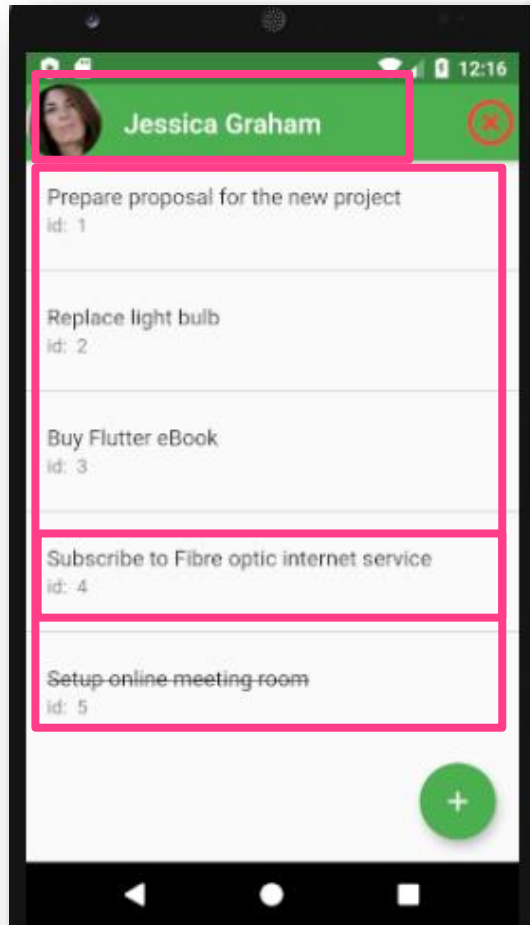 12:16
Jessica Graham
Prepare proposal for the new project
id: 1
Replace light bulb
id: 2
Buy Flutter eBook
id: 3
Subscribe to Fibre optic internet service
id: 4
Setup online meeting room
id: 5
+